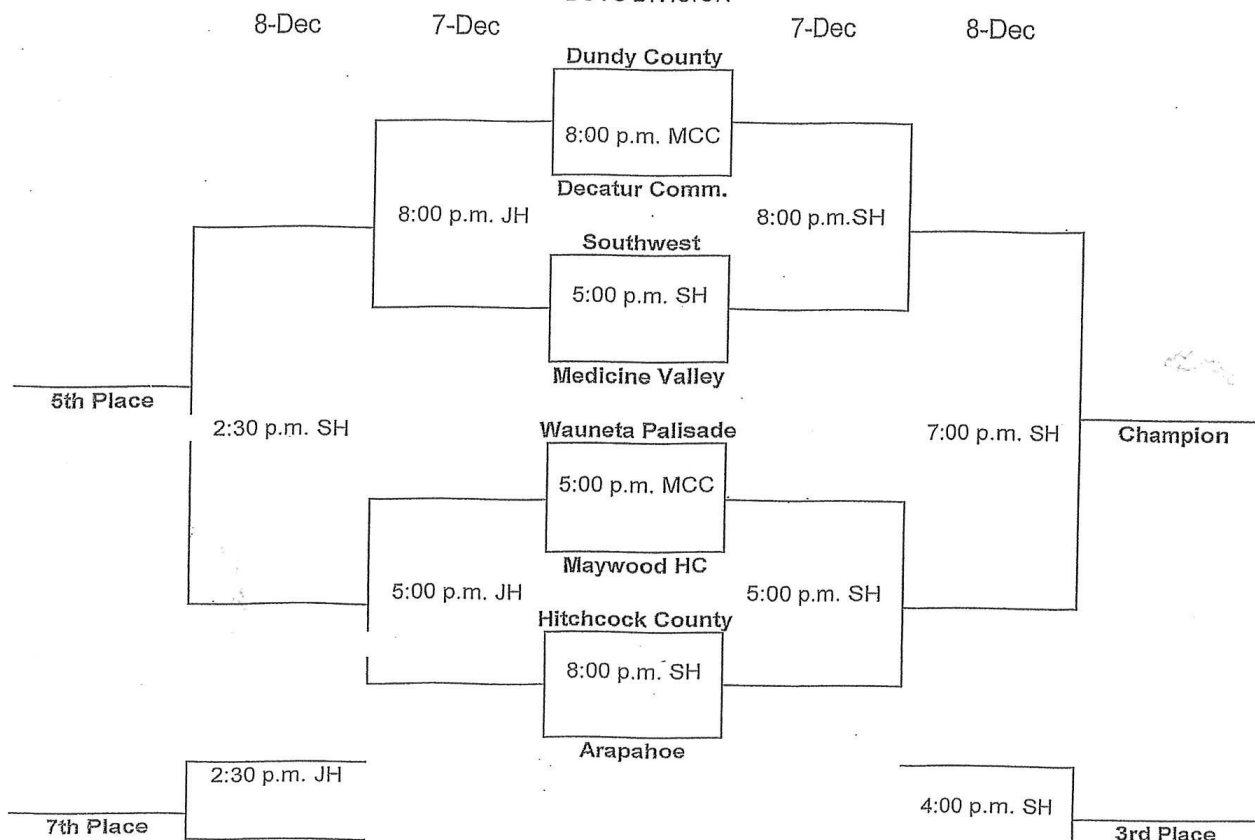 8-Dec 7-Dec 7-Dec 8-Dec
Dundy County
8:00 p.m. MCC
Decatur Comm.
8:00 p.m. JH 8:00 p.m.SH
Southwest
5:00 p.m. SH
Medicine Valley
5th Place
2:30 p.m. SH Wauneta Palisade 7:00 p.m. SH Champion
5:00 p.m. MCC
Maywood HC
5:00 p.m. JH 5:00 p.m. SH
Hitchcock County
8:00 p.m. SH
Arapahoe
2:30 p.m. JH
4:00 p.m. SH
7th Place 3rd Place